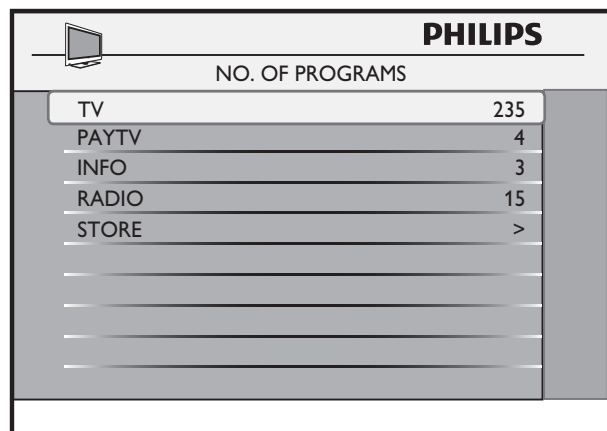 PHILIPS
NO. OF PROGRAMS
TV 235
PAYTV 4
INFO 3
RADIO 15
STORE >